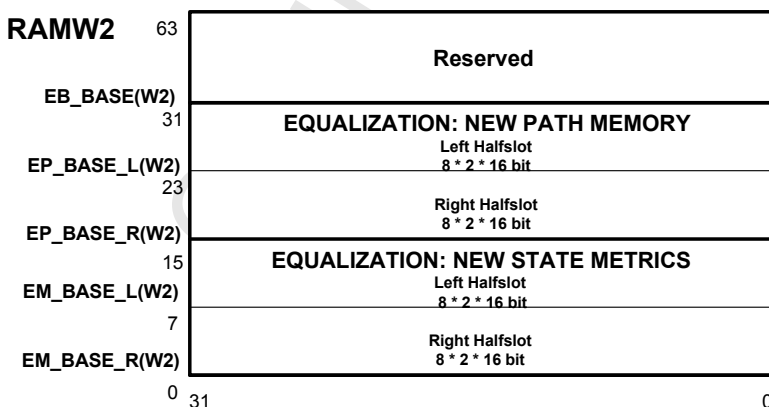 RAMW2 63
Reserved
EB_BASE(W2)
31
EQUALIZATION: NEW PATH MEMORY
Left Halfslot
8 * 2 * 16 bit
EP_BASE_L(W2)
23
Right Halfslot
8 * 2 * 16 bit
EP_BASE_R(W2)
15
EQUALIZATION: NEW STATE METRICS
Left Halfslot
8 * 2 * 16 bit
EM_BASE_L(W2)
7
Right Halfslot
8 * 2 * 16 bit
EM_BASE_R(W2)
0
31 0